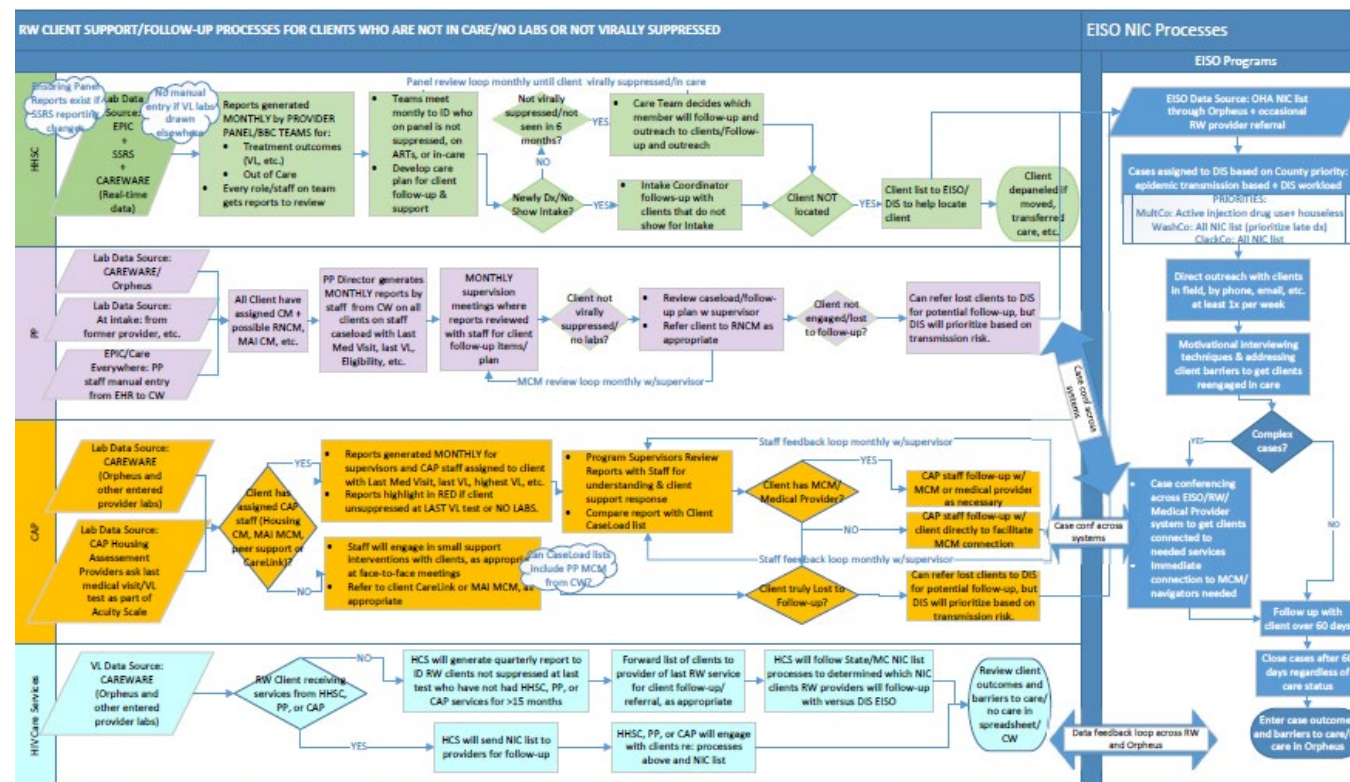 RW CLIENT SUPPORT/FOLLOW-UP PROCESSES FOR CLIENTS WHO ARE NOT IN CARE/NO LABS OR NOT VIRALLY SUPPRESSED
EISO NIC Processes
EISO Programs
HHSC
Ensuring Panel
Reports exist if
SSRS reporting
changes
Lab Data
Source:
EPIC
+
SSRS
+
CAREWARE
(Real-time
data)
No manual
entry if VL labs
drawn
elsewhere
Reports generated
MONTHLY by PROVIDER
PANEL/BBC TEAMS for:
• Treatment outcomes
(VL, etc.)
• Out of Care
• Every role/staff on team
gets reports to review
Panel review loop monthly until client virally suppressed/in care
• Teams meet
montly to ID who
on panel is not
suppressed, on
ARTs, or in-care
• Develop care
plan for client
follow-up &
support
Not virally
suppressed/not
seen in 6
months?
YES
• Care Team decides which
member will follow-up and
outreach to clients/Follow-
up and outreach
NO
Newly Dx/No
Show Intake?
YES
• Intake Coordinator
follows-up with
clients that do not
show for Intake
Client NOT
located
YES
Client list to EISO/
DIS to help locate
client
Client
depaneled if
moved,
transferred
care, etc.
PP
Lab Data Source:
CAREWARE/
Orpheus
Lab Data Source:
At intake: from
former provider, etc.
EPIC/Care
Everywhere: PP
staff manual entry
from EHR to CW
All Client have
assigned CM +
possible RNCM,
MAI CM, etc.
PP Director generates
MONTHLY reports by
staff from CW on all
clients on staff
caseload with Last
Med Visit, last VL,
Eligibility, etc.
MONTHLY
supervision
meetings where
reports reviewed
with staff for client
follow-up items/
plan
Client not
virally
suppressed/
no labs?
• Review caseload/follow-
up plan w supervisor
• Refer client to RNCM as
appropriate
Client not
engaged/lost
to follow-up?
Can refer lost clients to DIS
for potential follow-up, but
DIS will prioritize based on
transmission risk.
MCM review loop monthly w/supervisor
Case conf across
systems
CAP
Lab Data Source:
CAREWARE
(Orpheus and
other entered
provider labs)
Lab Data Source:
CAP Housing
Assessement
Providers ask last
medical visit/VL
test as part of
Acuity Scale
Client has
assigned CAP
staff (Housing
CM, MAI MCM,
peer support or
CareLink)?
YES
• Reports generated MONTHLY for
supervisors and CAP staff assigned to client
with Last Med Visit, last VL, highest VL, etc.
• Reports highlight in RED if client
unsuppressed at LAST VL test or NO LABS.
NO
• Staff will engage in small support
interventions with clients, as appropriate
at face-to-face meetings
• Refer to client CareLink or MAI MCM, as
appropriate
Can CaseLoad lists
include PP MCM
from CW?
Staff feedback loop monthly w/supervisor
• Program Supervisors Review
Reports with Staff for
understanding & client
support response
• Compare report with Client
CaseLoad list
Client has MCM/
Medical Provider?
YES
CAP staff follow-up w/
MCM or medical provider
as necessary
NO
CAP staff follow-up w/
client directly to facilitate
MCM connection
Staff feedback loop monthly w/supervisor
Client truly Lost to
Follow-up?
Can refer lost clients to DIS
for potential follow-up, but
DIS will prioritize based on
transmission risk.
Case conf across
systems
HIV Care Services
VL Data Source:
CAREWARE
(Orpheus and
other entered
provider labs)
RW Client receiving
services from HHSC,
PP, or CAP
NO
HCS will generate quarterly report to
ID RW clients not suppressed at last
test who have not had HHSC, PP, or
CAP services for >15 months
Forward list of clients to
provider of last RW service
for client follow-up/
referral, as appropriate
HCS will follow State/MC NIC list
processes to determined which NIC
clients RW providers will follow-up
with versus DIS EISO
YES
HCS will send NIC list to
providers for follow-up
HHSC, PP, or CAP will engage
with clients re: processes
above and NIC list
Review client
outcomes and
barriers to care/
no care in
spreadsheet/
CW
Data feedback loop across RW
and Orpheus
EISO Data Source: OHA NIC list
through Orpheus + occasional
RW provider referral
Cases assigned to DIS based on County priority:
epidemic transmission based + DIS workload
PRIORITIES:
MultCo: Active injection drug use+ houseless
WashCo: All NIC list (prioritize late dx)
ClackCo: All NIC list
Direct outreach with clients
in field, by phone, email, etc.
at least 1x per week
Motivational interviewing
techniques & addressing
client barriers to get clients
reengaged in care
Complex
cases?
YES
NO
• Case conferencing
across EISO/RW/
Medical Provider
system to get clients
connected to
needed services
• Immediate
connection to MCM/
navigators needed
Follow up with
client over 60 days
Close cases after 60
days regardless of
care status
Enter case outcome
and barriers to care/
care in Orpheus